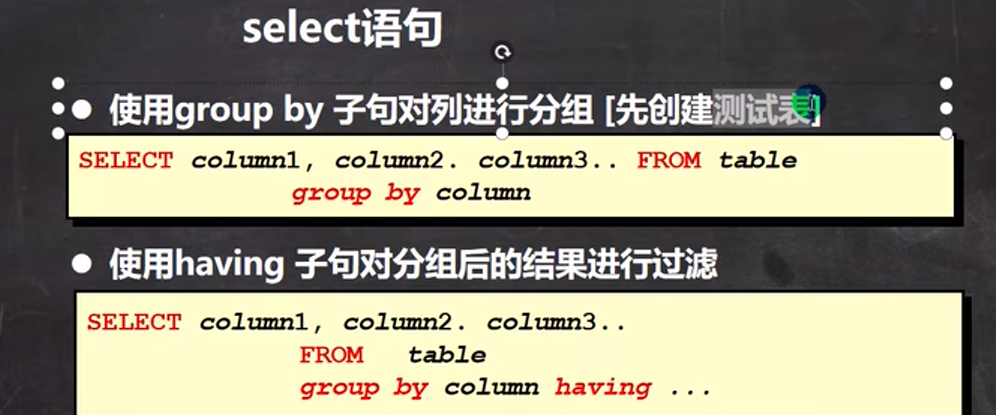 select语句
● 使用group by 子句对列进行分组 [先创建测试表]
SELECT column1, column2. column3.. FROM table
group by column
● 使用having 子句对分组后的结果进行过滤
SELECT column1, column2. column3..
FROM table
group by column having ...